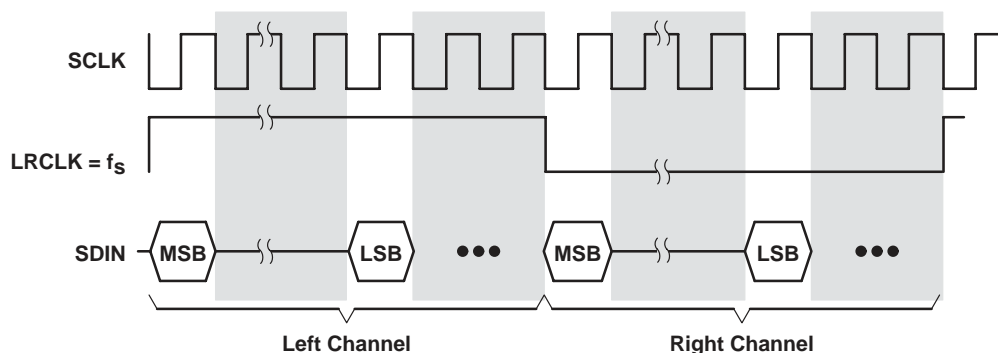 SCLK
LRCLK = fS
SDIN
MSB
LSB
●●●
MSB
LSB
●●●
Left Channel
Right Channel